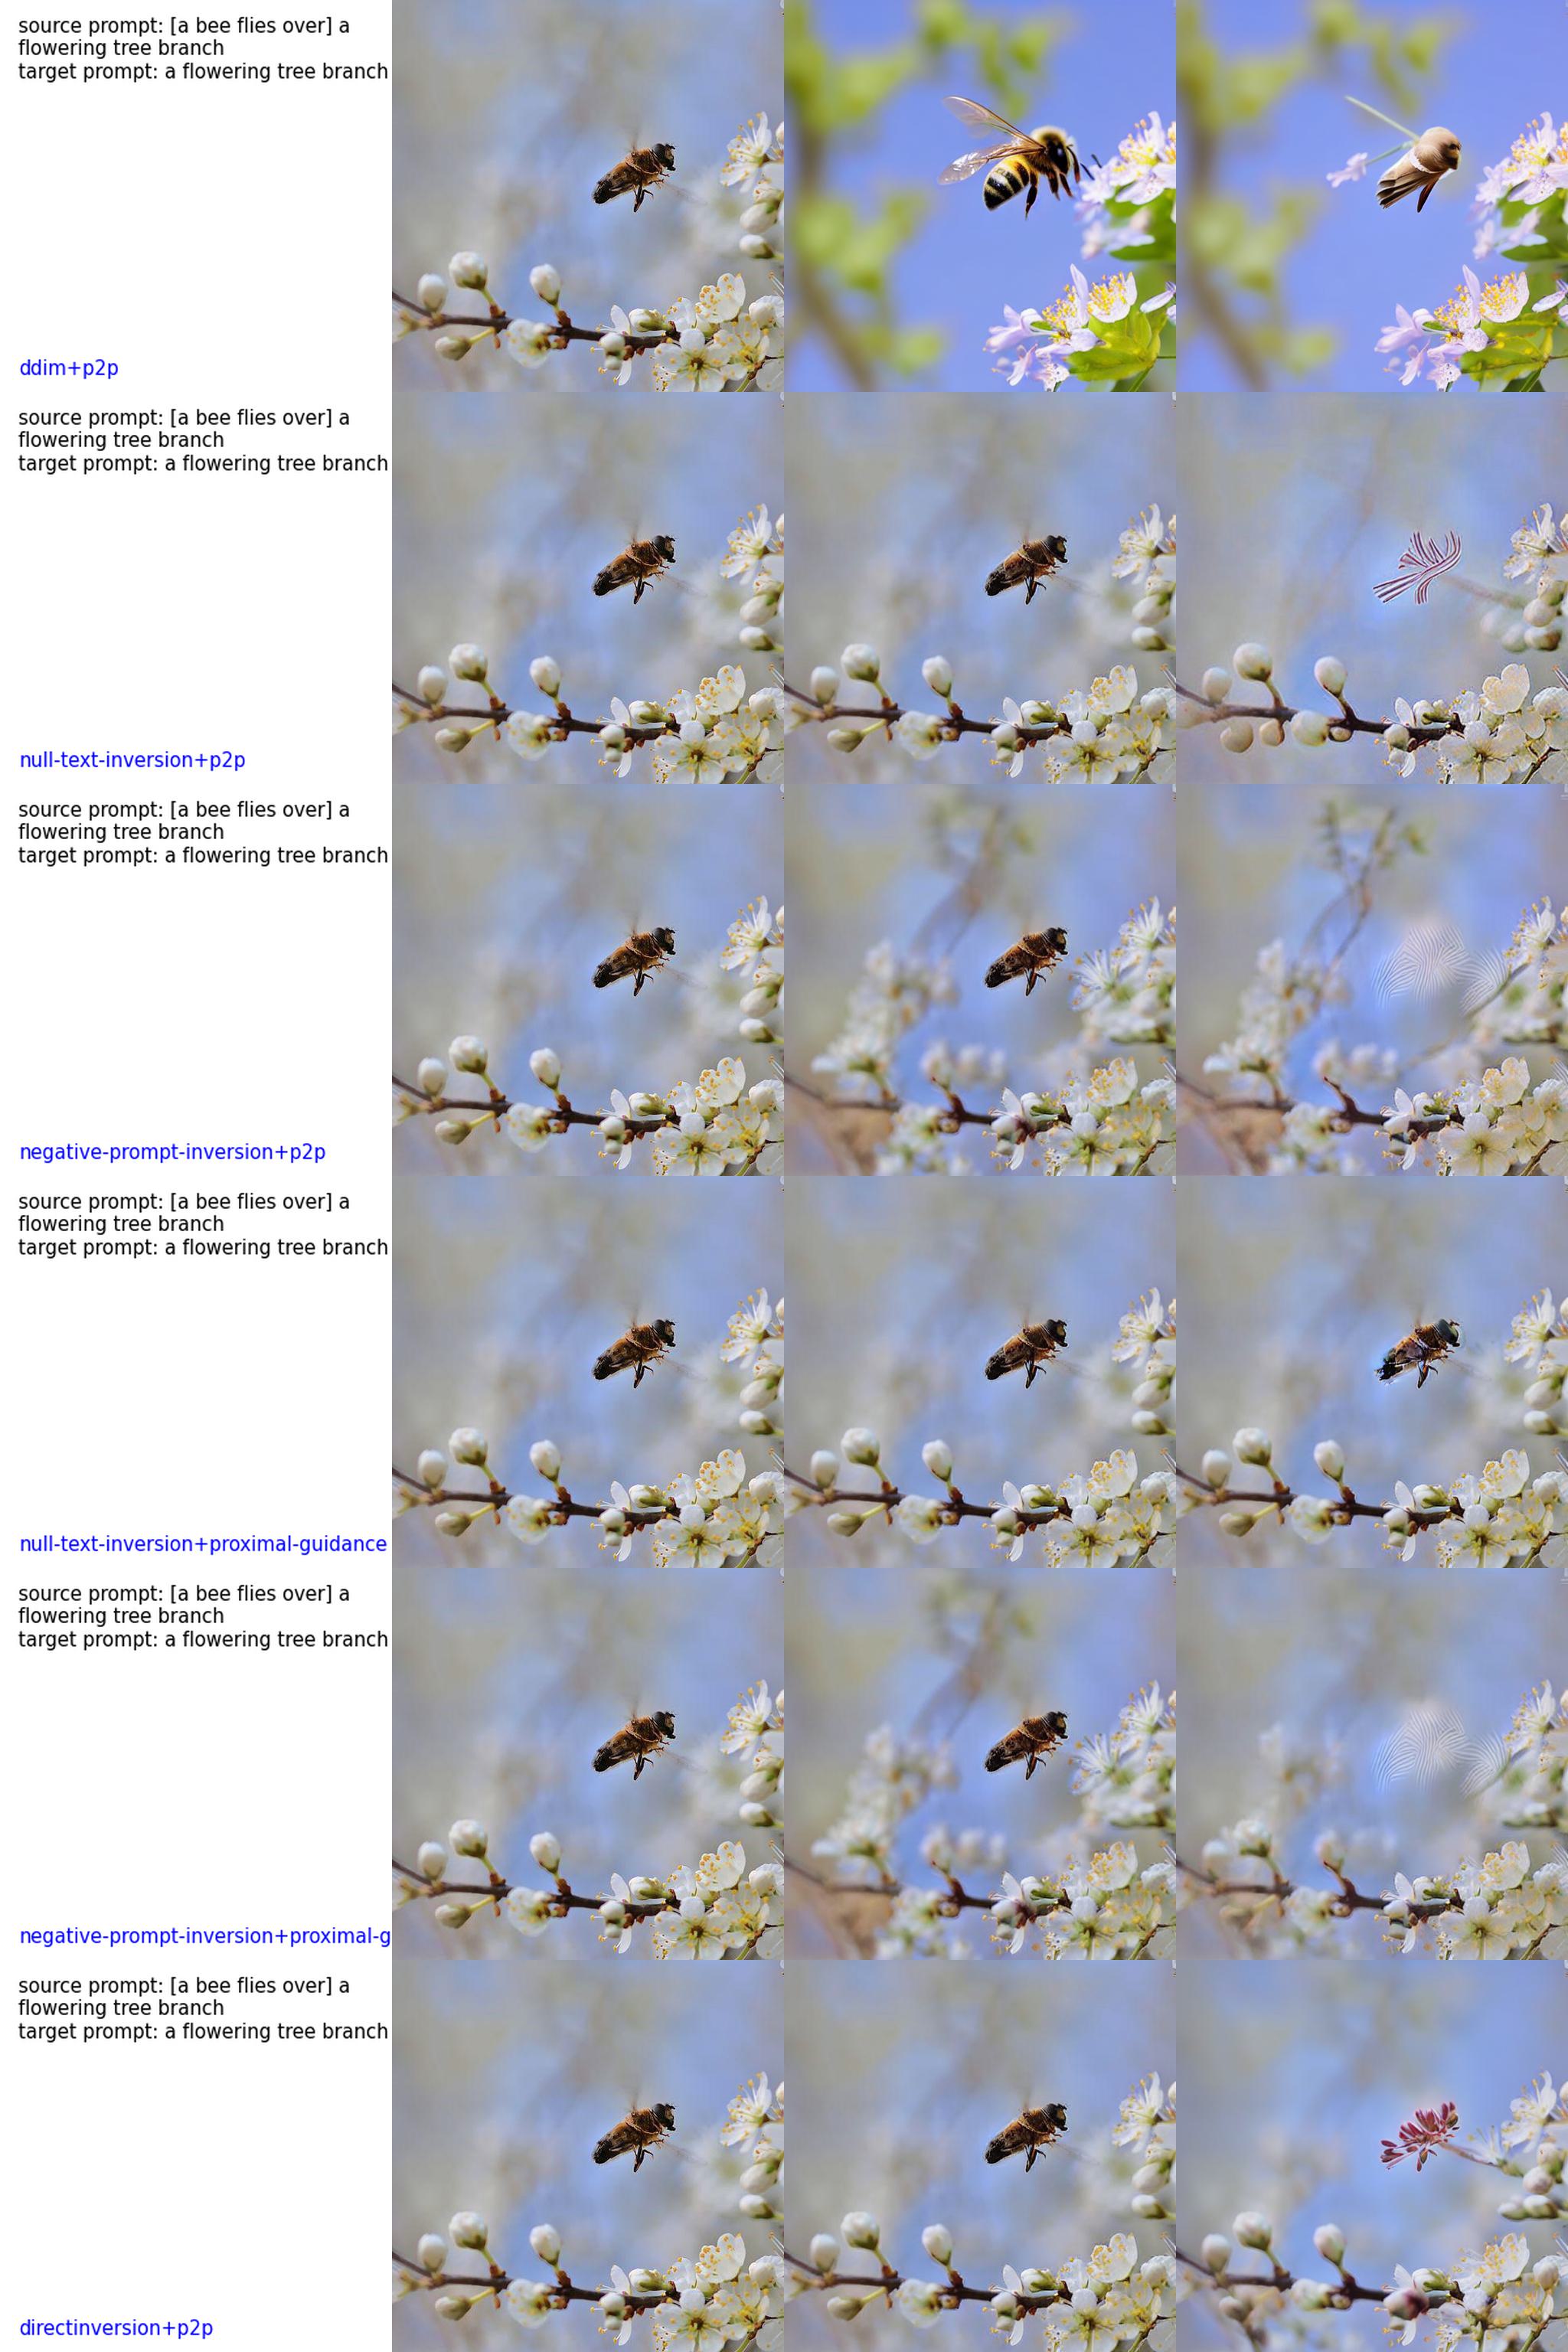 source prompt: [a bee flies over] a
flowering tree branch
target prompt: a flowering tree branch
ddim+p2p
source prompt: [a bee flies over] a
flowering tree branch
target prompt: a flowering tree branch
null-text-inversion+p2p
source prompt: [a bee flies over] a
flowering tree branch
target prompt: a flowering tree branch
negative-prompt-inversion+p2p
source prompt: [a bee flies over] a
flowering tree branch
target prompt: a flowering tree branch
null-text-inversion+proximal-guidance
source prompt: [a bee flies over] a
flowering tree branch
target prompt: a flowering tree branch
negative-prompt-inversion+proximal-g
source prompt: [a bee flies over] a
flowering tree branch
target prompt: a flowering tree branch
directinversion+p2p